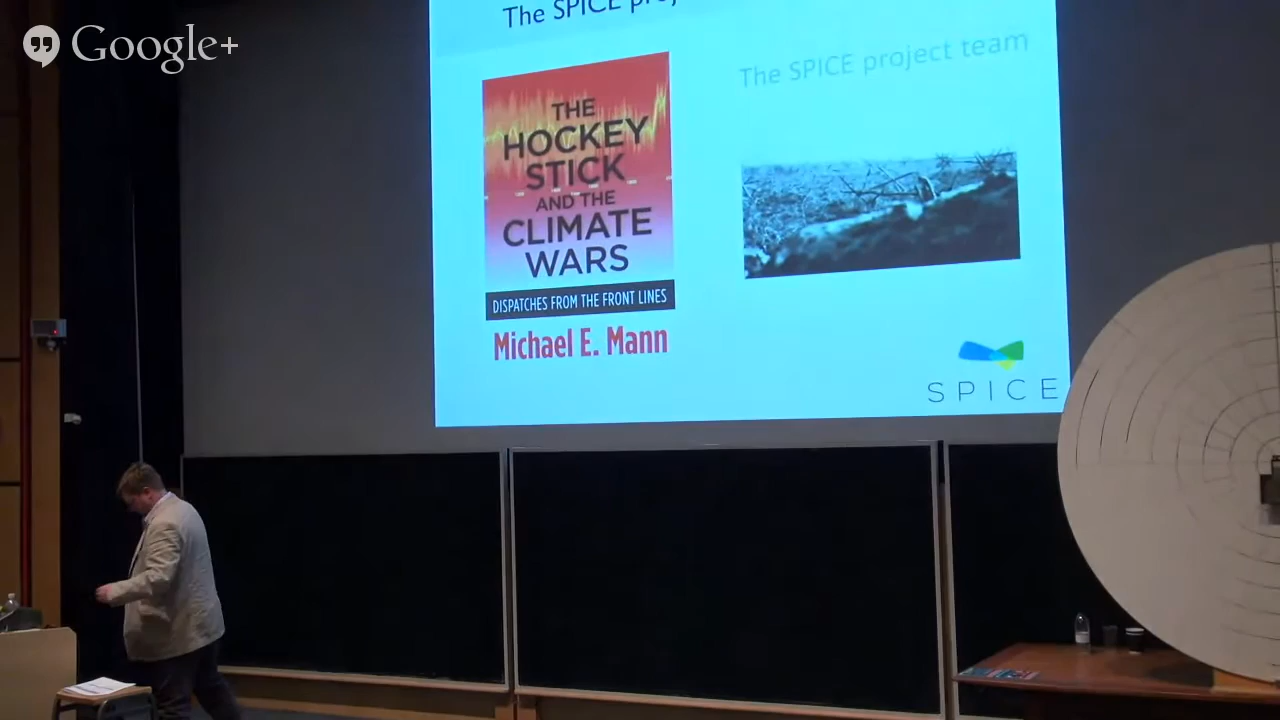 Google+
The SPICE
The SPICE project team
THE
HOCKEY
STICK
AND THE
CLIMATE
WARS
DISPATCHES FROM THE FRONT LINES
Michael E. Mann
SPICE